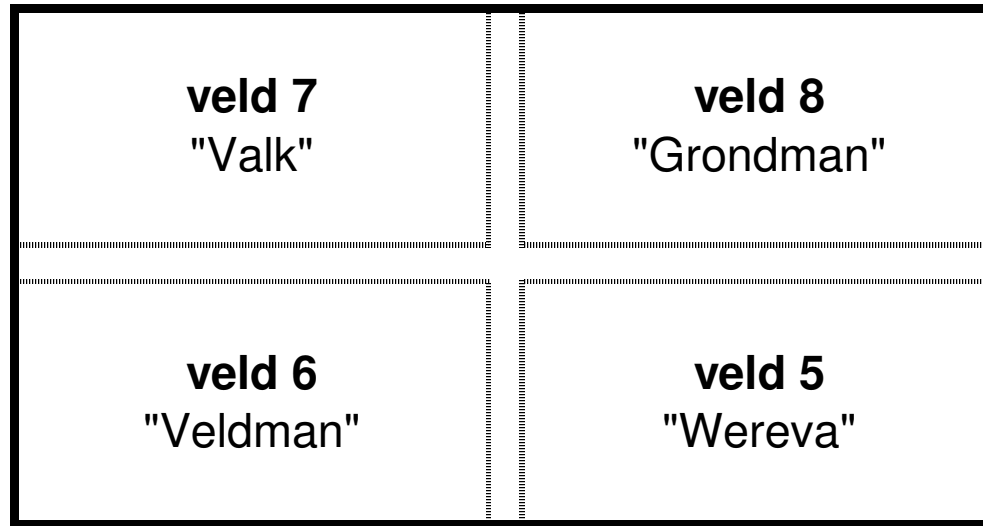 veld 7
"Valk"
veld 8
"Grondman"
veld 6
"Veldman"
veld 5
"Wereva"